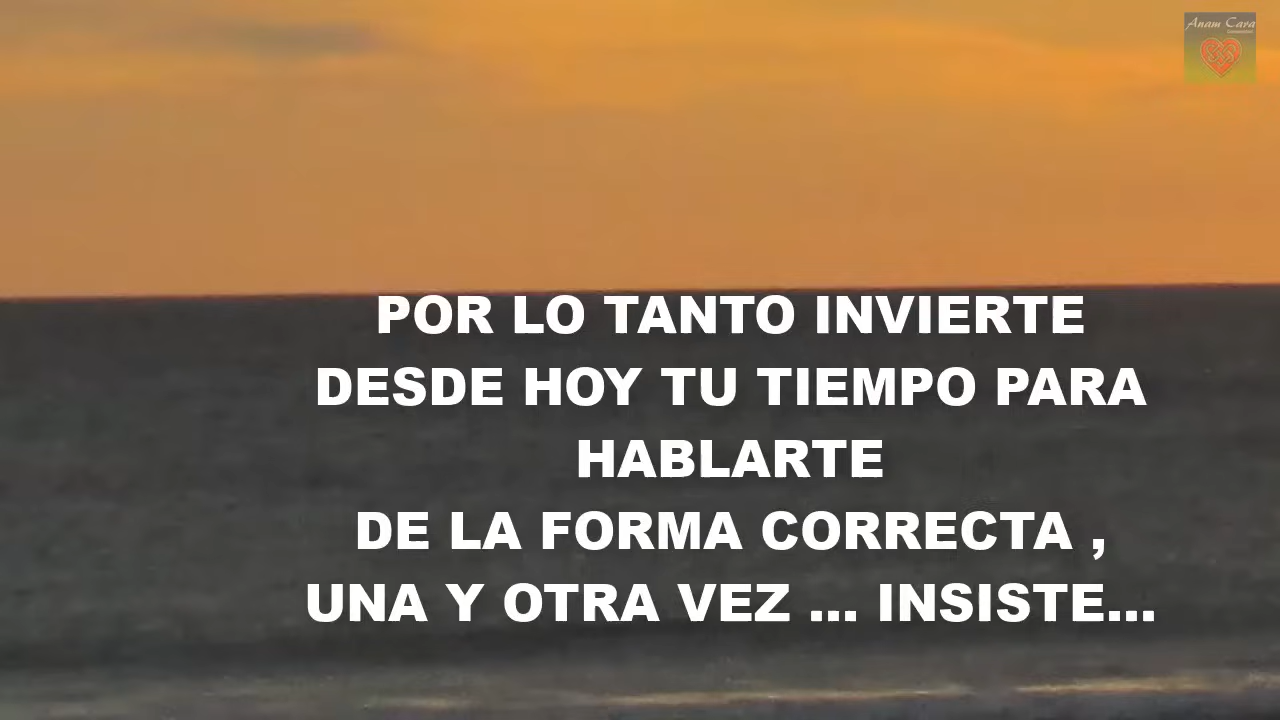 Anam Cara
POR LO TANTO INVIERTE
DESDE HOY TU TIEMPO PARA
HABLARTE
DE LA FORMA CORRECTA ,
UNA Y OTRA VEZ ... INSISTE...